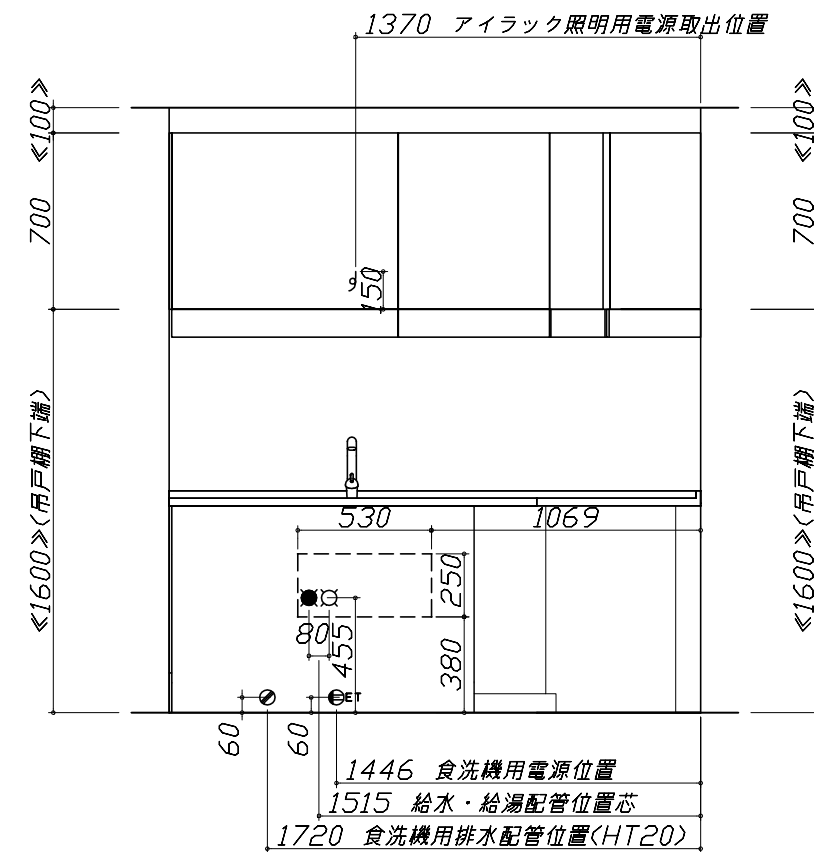 1370 アイラック照明用電源取出位置
≪100≫
≪100≫
700
700
150
≪1600≫(吊戸棚下端)
≪1600≫(吊戸棚下端)
530
1069
250
80
455
380
ET
60
60
1446 食洗機用電源位置
1515 給水・給湯配管位置芯
1720 食洗機用排水配管位置(HT20)